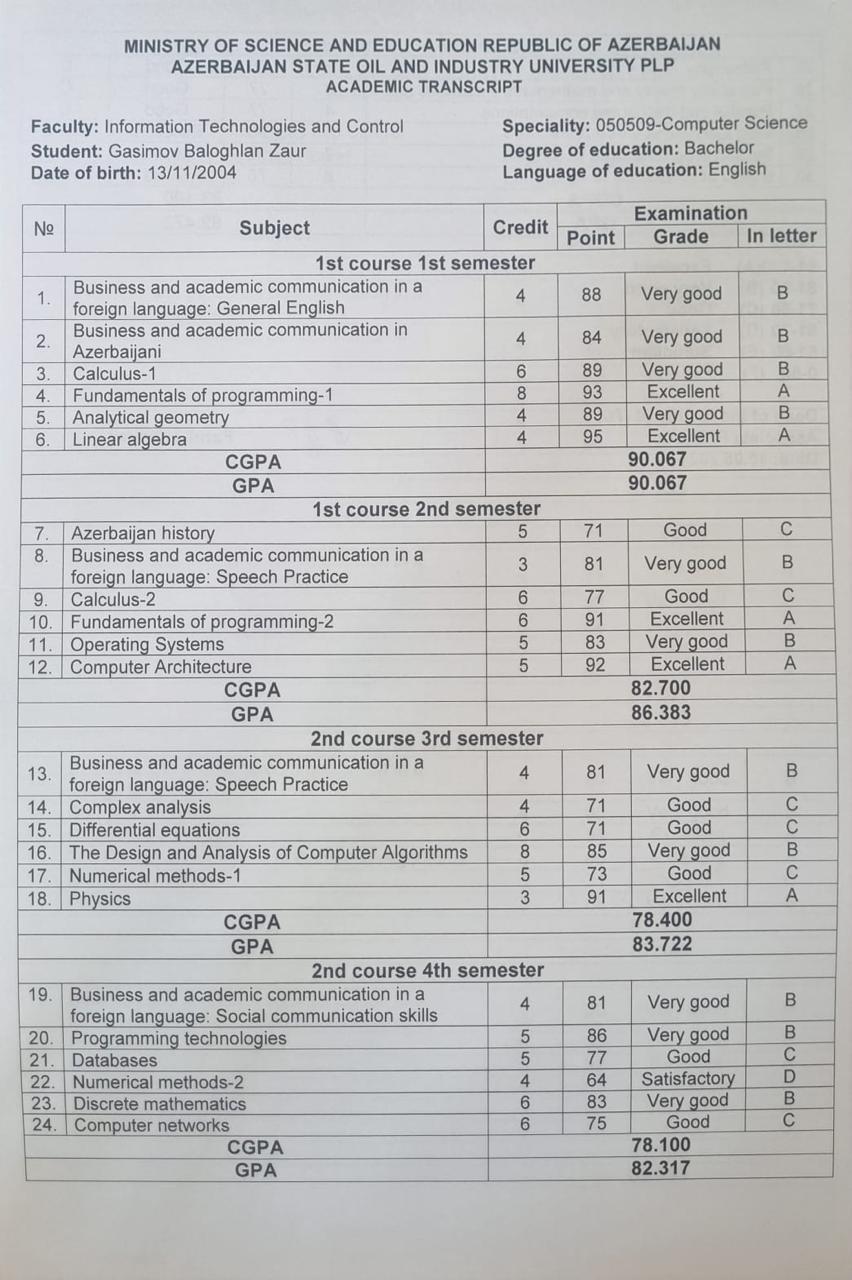 MINISTRY OF SCIENCE AND EDUCATION REPUBLIC OF AZERBAIJAN
AZERBAIJAN STATE OIL AND INDUSTRY UNIVERSITY PLP
ACADEMIC TRANSCRIPT
Faculty: Information Technologies and Control
Speciality: 050509-Computer Science
Student: Gasimov Baloghlan Zaur
Degree of education: Bachelor
Date of birth: 13/11/2004
Language of education: English
№ Subject Credit Examination
Point Grade In letter
1st course 1st semester
1. Business and academic communication in a
foreign language: General English 4 88 Very good B
2. Business and academic communication in
Azerbaijani 4 84 Very good B
3. Calculus-1 6 89 Very good B
4. Fundamentals of programming-1 8 93 Excellent A
5. Analytical geometry 4 89 Very good B
6. Linear algebra 4 95 Excellent A
CGPA 90.067
GPA 90.067
1st course 2nd semester
7. Azerbaijan history 5 71 Good C
8. Business and academic communication in a
foreign language: Speech Practice 3 81 Very good B
9. Calculus-2 6 77 Good C
10. Fundamentals of programming-2 6 91 Excellent A
11. Operating Systems 5 83 Very good B
12. Computer Architecture 5 92 Excellent A
CGPA 82.700
GPA 86.383
2nd course 3rd semester
13. Business and academic communication in a
foreign language: Speech Practice 4 81 Very good B
14. Complex analysis 4 71 Good C
15. Differential equations 6 71 Good C
16. The Design and Analysis of Computer Algorithms 8 85 Very good B
17. Numerical methods-1 5 73 Good C
18. Physics 3 91 Excellent A
CGPA 78.400
GPA 83.722
2nd course 4th semester
19. Business and academic communication in a
foreign language: Social communication skills 4 81 Very good B
20. Programming technologies 5 86 Very good B
21. Databases 5 77 Good C
22. Numerical methods-2 4 64 Satisfactory D
23. Discrete mathematics 6 83 Very good B
24. Computer networks 6 75 Good C
CGPA 78.100
GPA 82.317